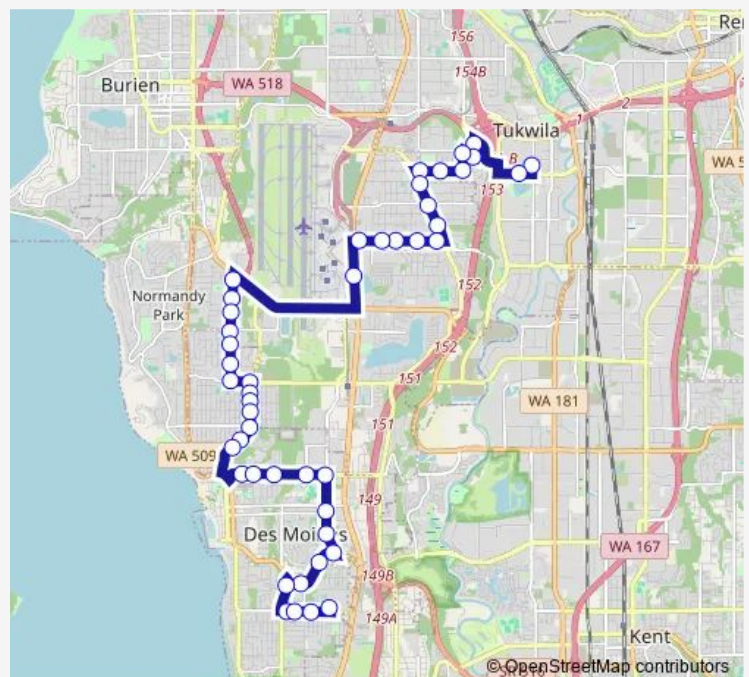 156
Re
Burien
WA 518
154B
2
1
Tukwila
B
153
WA 5
152
Normandy
Park
152
151
WA 181
151
WA 509
149
Des Moines
WA 167
149B
149A
Kent
© OpenStreetMap contributors